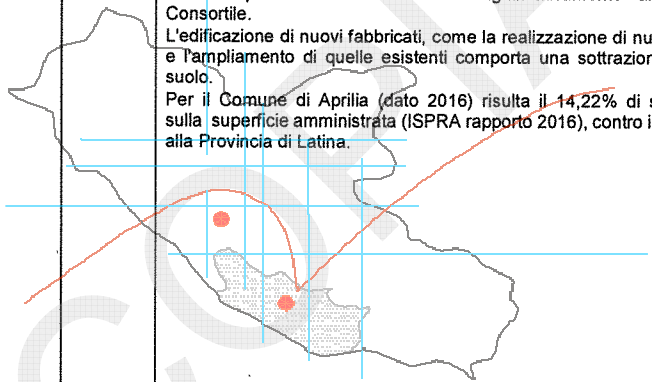 Consortile.
L'edificazione di nuovi fabbricati, come la realizzazione di nu
e l'ampliamento di quelle esistenti comporta una sottrazion
suolo.
Per il Comune di Aprilia (dato 2016) risulta il 14,22% di s
sulla superficie amministrata (ISPRA rapporto 2016), contro i
alla Provincia di Latina.
COPIA